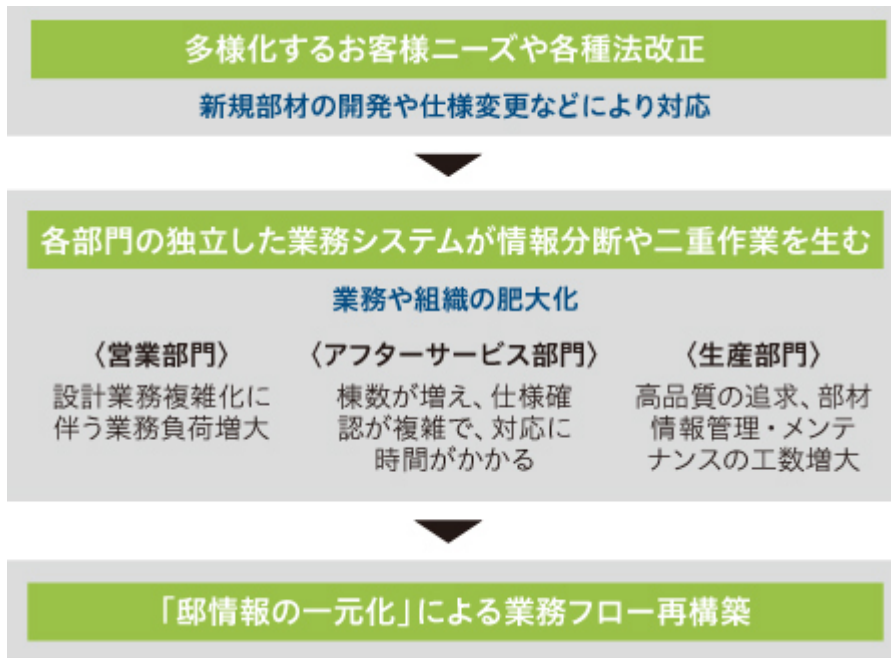 多様化するお客様ニーズや各種法改正
新規部材の開発や仕様変更などにより対応
各部門の独立した業務システムが情報分断や二重作業を生む
業務や組織の肥大化
〈営業部門〉
設計業務複雑化に
伴う業務負荷増大
〈アフターサービス部門〉
棟数が増え、仕様確
認が複雑で、対応に
時間がかかる
〈生産部門〉
高品質の追求、部材
情報管理・メンテ
ナンスの工数増大
「邸情報の一元化」による業務フロー再構築